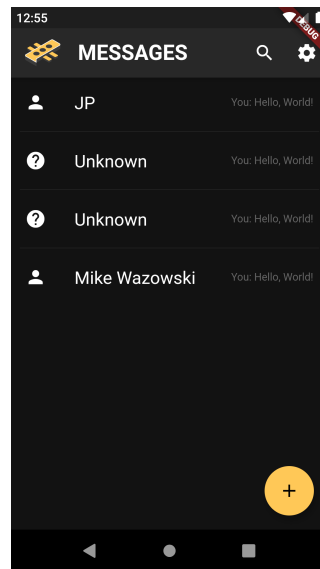 12:55
DEBUG
MESSAGES
JP
You: Hello, World!
Unknown
You: Hello, World!
Unknown
You: Hello, World!
Mike Wazowski
You: Hello, World!
+